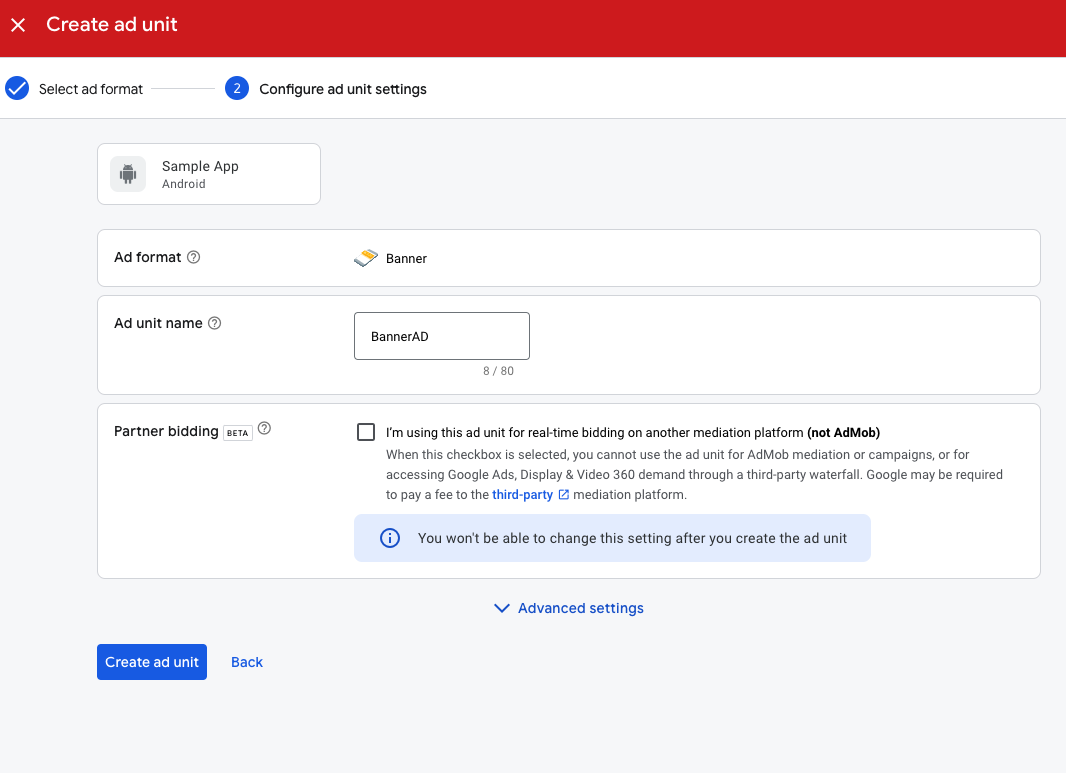 Create ad unit
Select ad format
2
Configure ad unit settings
Sample App
Android
Ad format
Banner
Ad unit name
BannerAD
8 / 80
Partner bidding BETA
I'm using this ad unit for real-time bidding on another mediation platform (not AdMob)
When this checkbox is selected, you cannot use the ad unit for AdMob mediation or campaigns, or for
accessing Google Ads, Display & Video 360 demand through a third-party waterfall. Google may be required
to pay a fee to the third-party mediation platform.
You won't be able to change this setting after you create the ad unit
Advanced settings
Create ad unit
Back